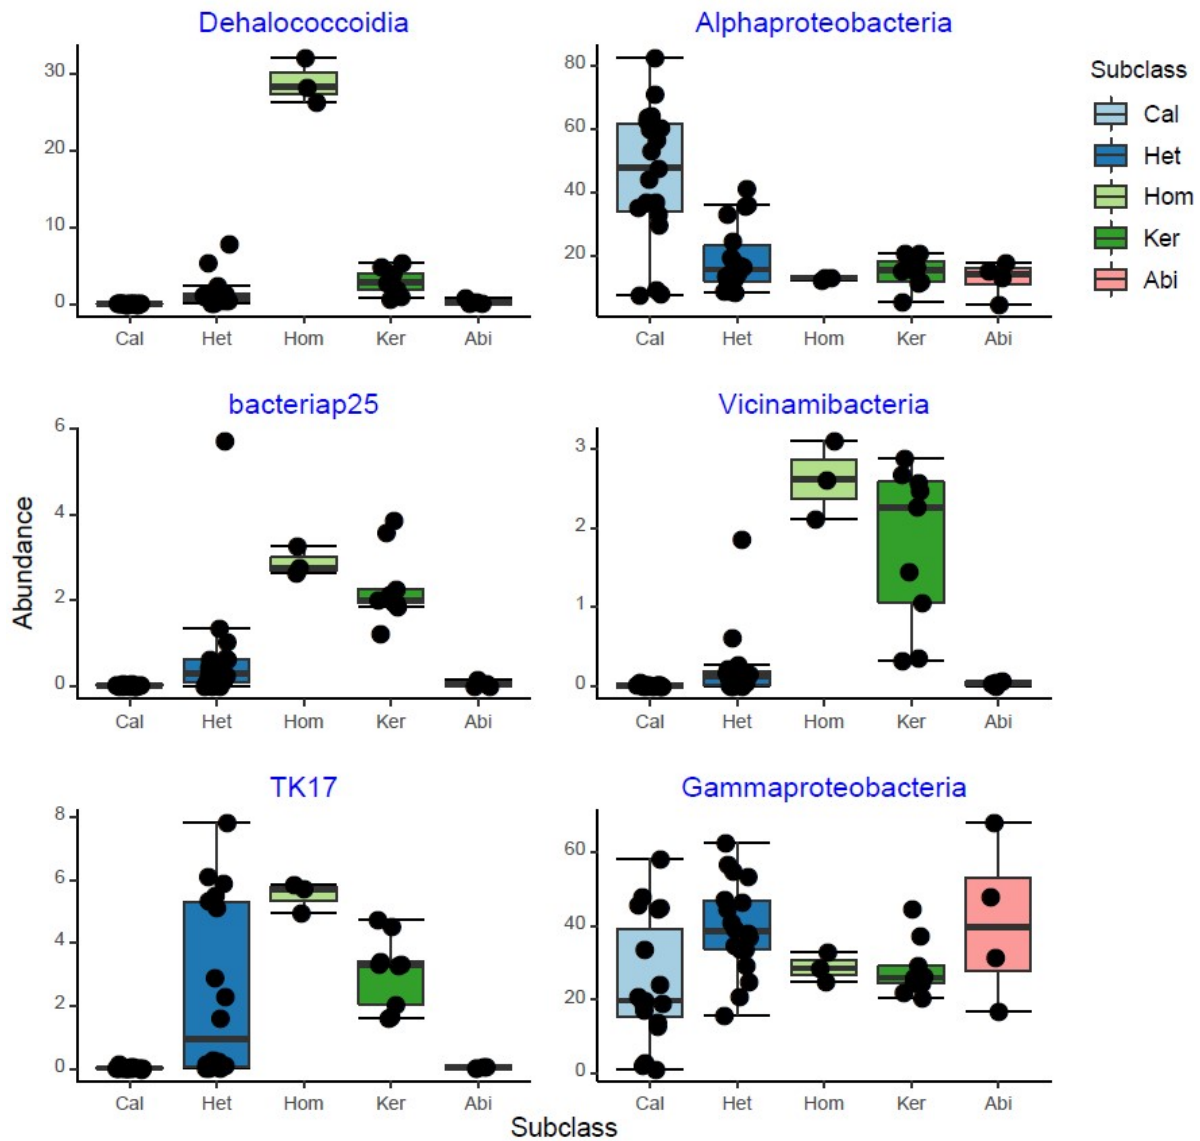 Dehalococcoidia
30
20
10
0
Cal Het Hom Ker Abi
Alphaproteobacteria
80
60
40
20
Cal Het Hom Ker Abi
Subclass
Cal
Het
Hom
Ker
Abi
bacteriap25
6
4
2
0
Cal Het Hom Ker Abi
Vicinamibacteria
3
2
1
0
Cal Het Hom Ker Abi
Abundance
TK17
8
6
4
2
0
Cal Het Hom Ker Abi
Gammaproteobacteria
60
40
20
0
Cal Het Hom Ker Abi
Subclass